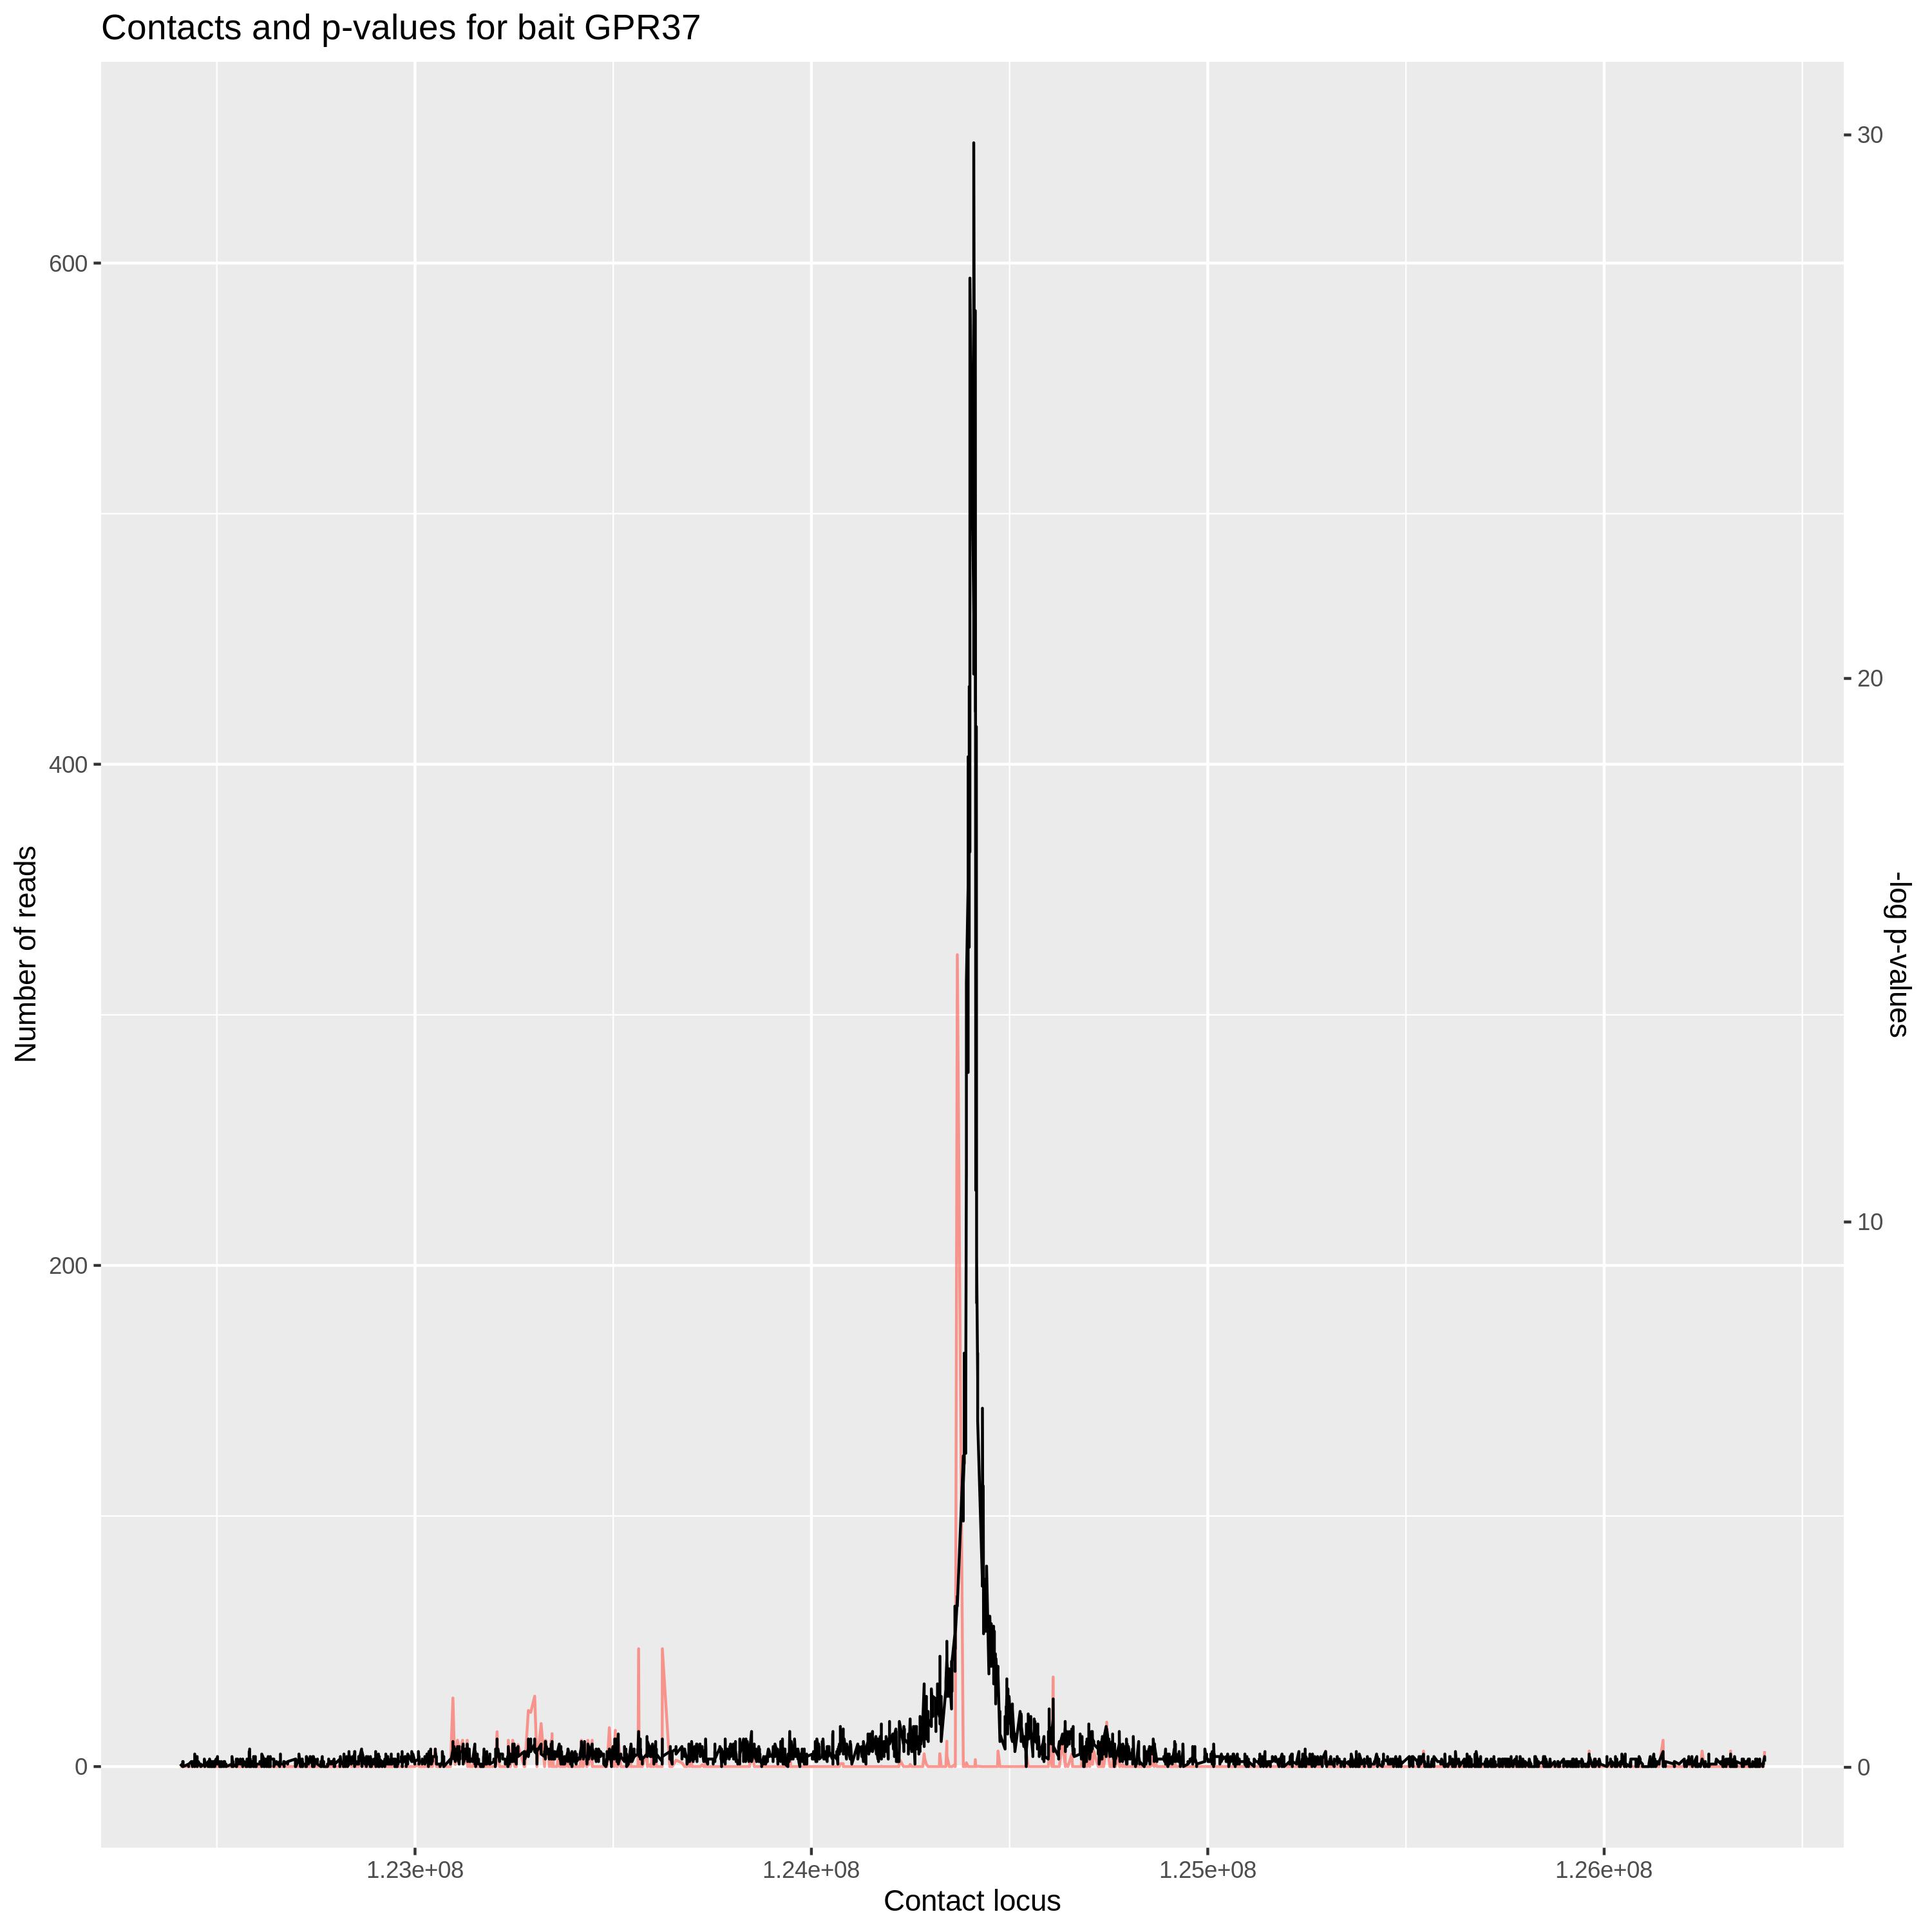 Contacts and p-values for bait GPR37
Number of reads
600
400
200
0
30
20
10
0
-log p-values
1.23e+08
1.24e+08
1.25e+08
1.26e+08
Contact locus